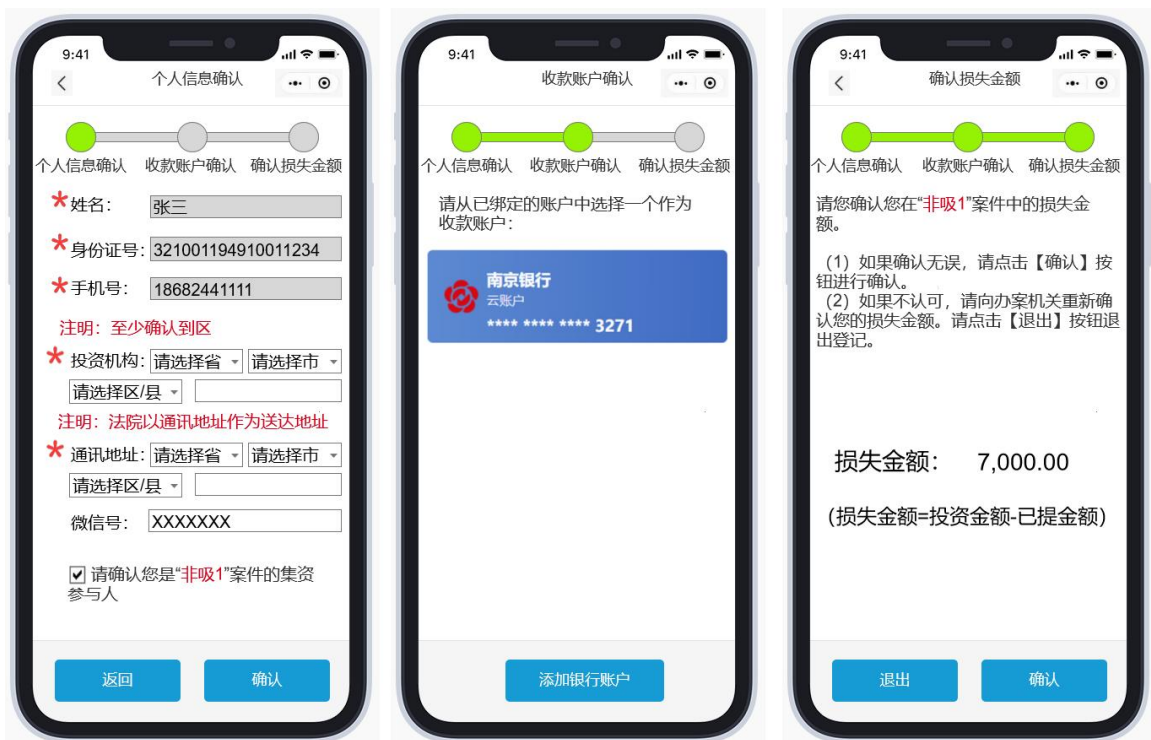 9:41
个人信息确认
个人信息确认 收款账户确认 确认损失金额
*姓名： 张三
*身份证号： 321001194910011234
*手机号： 18682441111
注明：至少确认到区
*投资机构： 请选择省 请选择市
请选择区/县
注明：法院以通讯地址作为送达地址
*通讯地址： 请选择省 请选择市
请选择区/县
微信号： XXXXXXX
请确认您是“非吸1”案件的集资
参与人
返回 确认
9:41
收款账户确认
个人信息确认 收款账户确认 确认损失金额
请从已绑定的账户中选择一个作为
收款账户：
南京银行
云账户
**** **** **** 3271
添加银行账户
9:41
确认损失金额
个人信息确认 收款账户确认 确认损失金额
请您确认您在“非吸1”案件中的损失金
额。
（1）如果确认无误，请点击【确认】按
钮进行确认。
（2）如果不认可，请向办案机关重新确
认您的损失金额。请点击【退出】按钮退
出登记。
损失金额： 7,000.00
（损失金额=投资金额-已提金额）
退出 确认